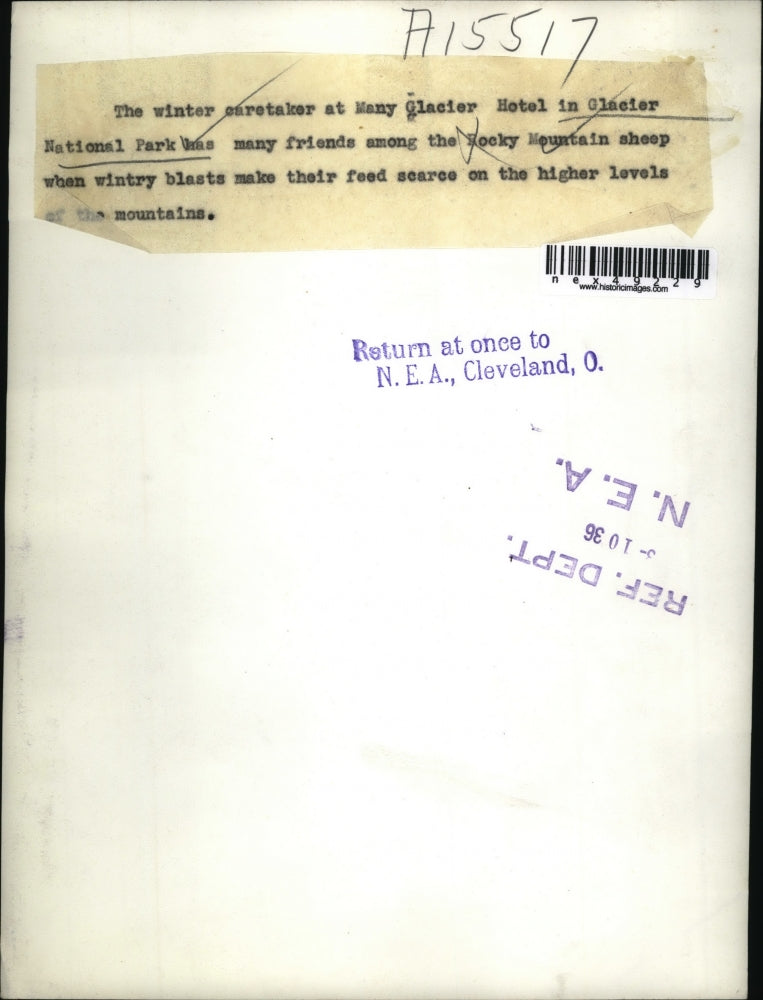 A15517
The winter caretaker at Many Glacier Hotel in Glacier
National Park has many friends among the Rocky Mountain sheep
when wintry blasts make their feed scarce on the higher levels
of the mountains.
nex49229
www.historicimages.com
Return at once to
N. E. A., Cleveland, O.
N. E. A.
10 36
REF. DEPT.